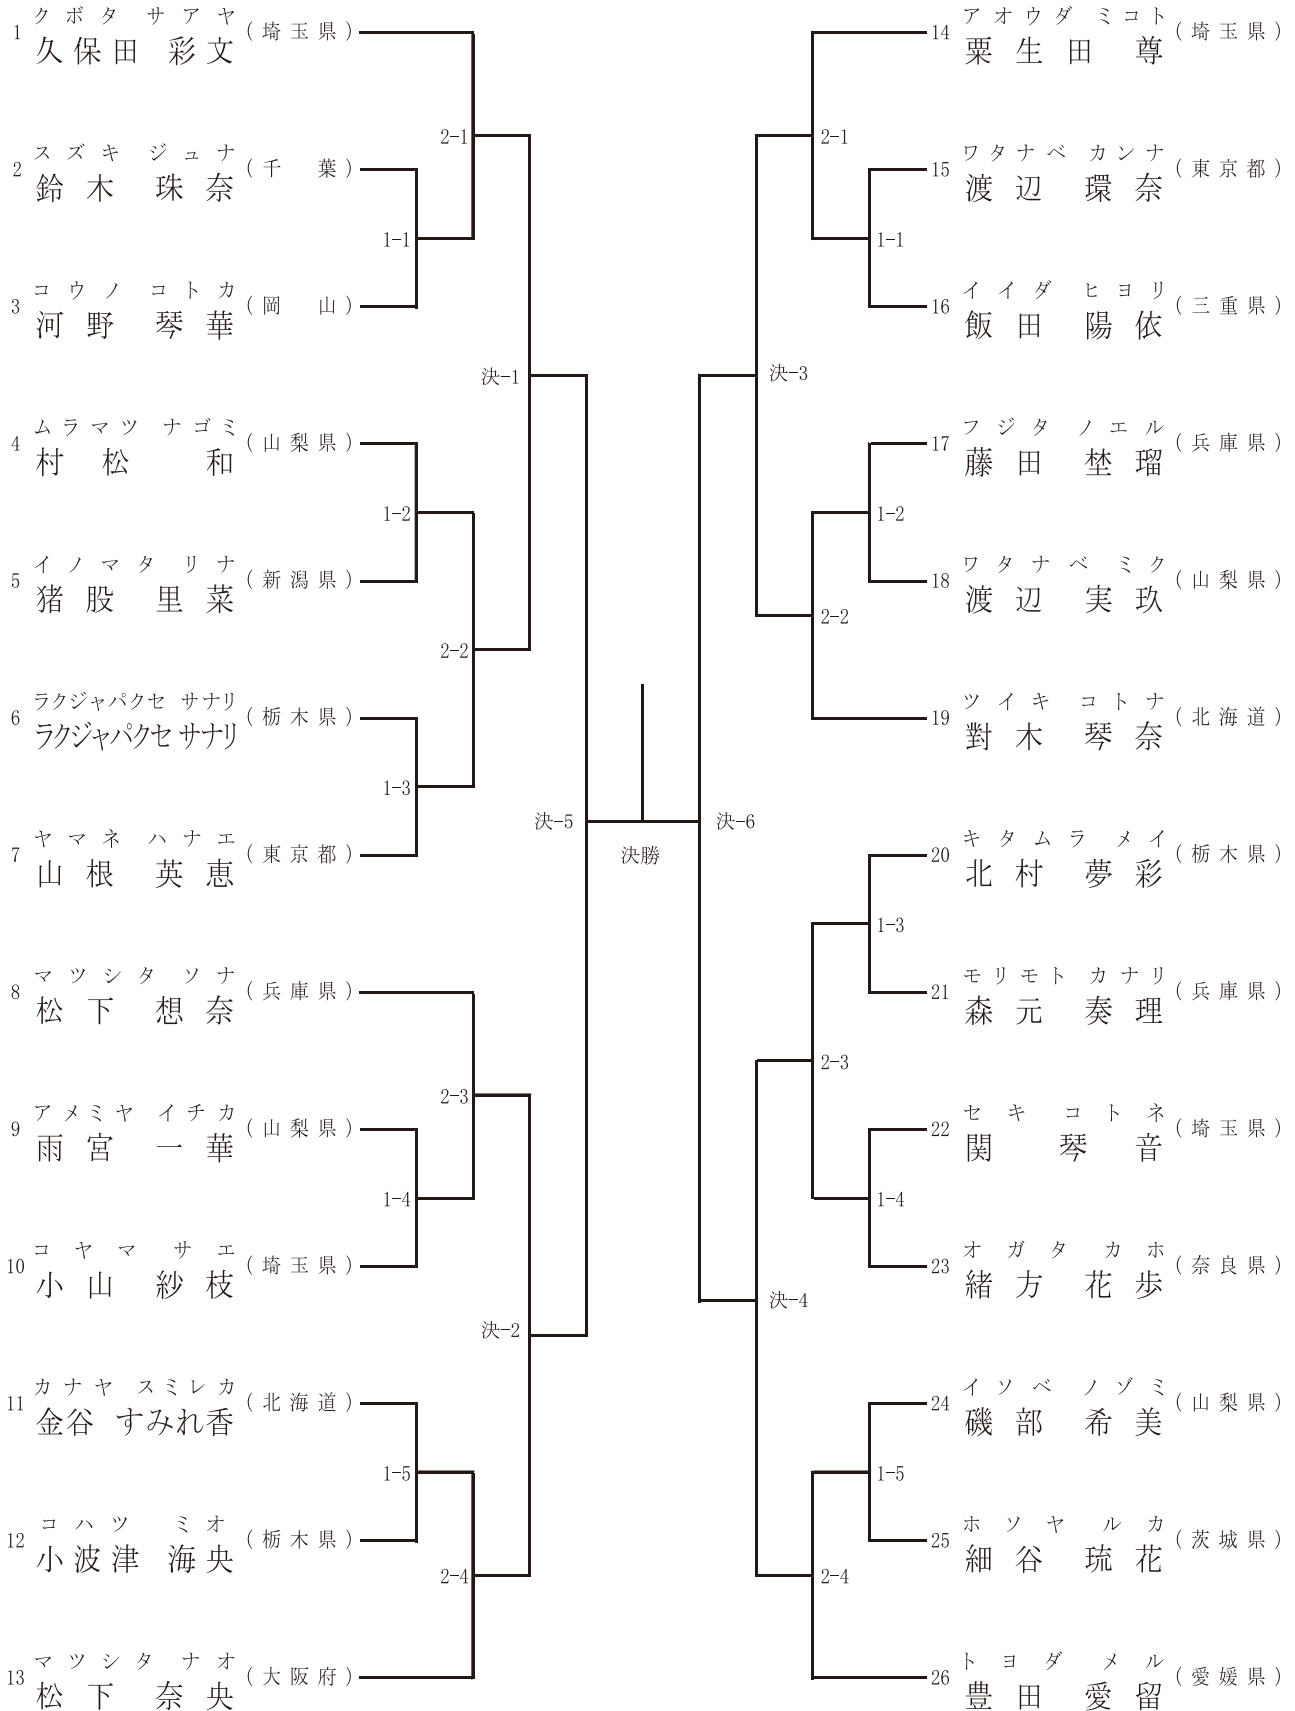 クボタ サアヤ
1 久保田 彩文 (埼玉県)
スズキ ジュナ
2 鈴木 珠奈 (千葉)
コウノ コトカ
3 河野 琴華 (岡山)
ムラマツ ナゴミ
4 村松 和 (山梨県)
イノマタ リナ
5 猪股 里菜 (新潟県)
ラクジャパクセ サナリ
6 ラクジャパクセ サナリ (栃木県)
ヤマネ ハナエ
7 山根 英恵 (東京都)
マツシタ ソナ
8 松下 想奈 (兵庫県)
アメミヤ イチカ
9 雨宮 一華 (山梨県)
コヤマ サエ
10 小山 紗枝 (埼玉県)
カナヤ スミレカ
11 金谷 すみれ香 (北海道)
コハツ ミオ
12 小波津 海央 (栃木県)
マツシタ ナオ
13 松下 奈央 (大阪府)
1-1
1-2
1-3
1-4
1-5
2-1
2-2
2-3
2-4
決-1
決-2
決-5
決勝
決-6
決-3
決-4
2-1
2-2
2-3
2-4
1-1
1-2
1-3
1-4
1-5
アオウダ ミコト
14 粟生田 尊 (埼玉県)
ワタナベ カンナ
15 渡辺 環奈 (東京都)
イイダ ヒヨリ
16 飯田 陽依 (三重県)
フジタ ノエル
17 藤田 埜瑠 (兵庫県)
ワタナベ ミク
18 渡辺 実玖 (山梨県)
ツイキ コトナ
19 對木 琴奈 (北海道)
キタムラ メイ
20 北村 夢彩 (栃木県)
モリモト カナリ
21 森元 奏理 (兵庫県)
セキ コトネ
22 関 琴音 (埼玉県)
オガタ カホ
23 緒方 花歩 (奈良県)
イソベ ノゾミ
24 磯部 希美 (山梨県)
ホソヤ ルカ
25 細谷 琉花 (茨城県)
トヨダ メル
26 豊田 愛留 (愛媛県)